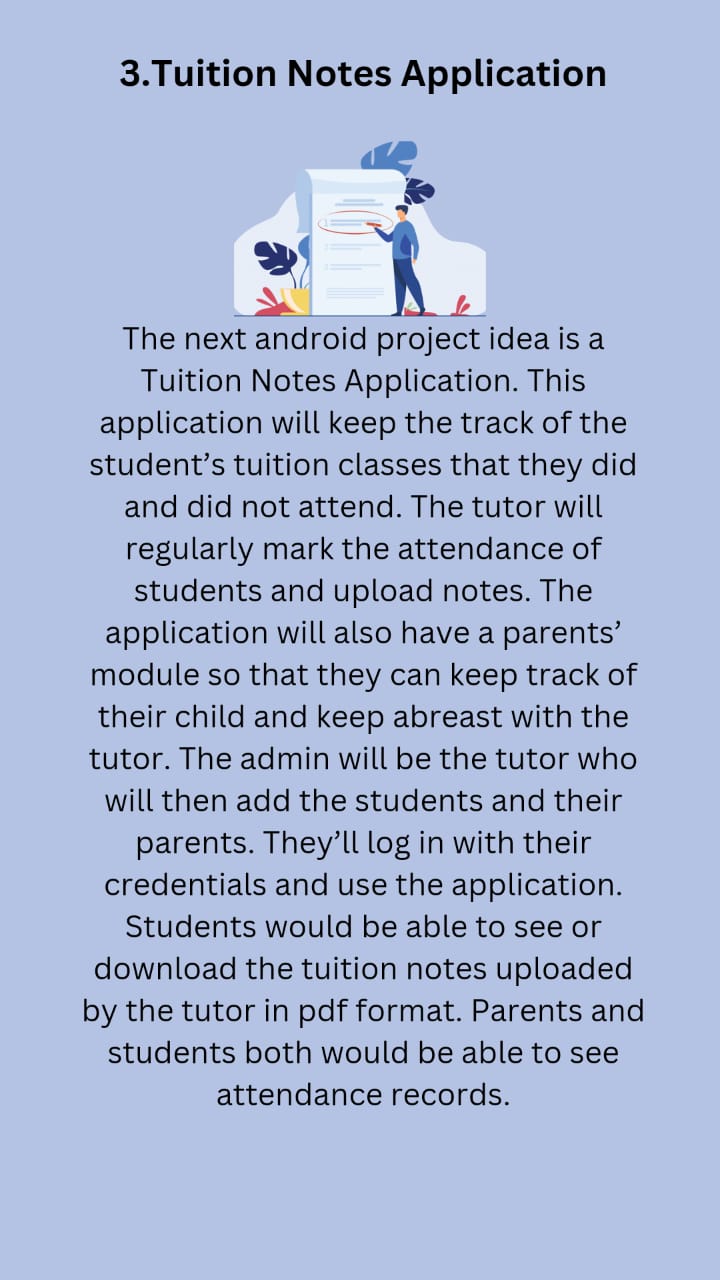 3.Tuition Notes Application
The next android project idea is a
Tuition Notes Application. This
application will keep the track of the
student’s tuition classes that they did
and did not attend. The tutor will
regularly mark the attendance of
students and upload notes. The
application will also have a parents’
module so that they can keep track of
their child and keep abreast with the
tutor. The admin will be the tutor who
will then add the students and their
parents. They’ll log in with their
credentials and use the application.
Students would be able to see or
download the tuition notes uploaded
by the tutor in pdf format. Parents and
students both would be able to see
attendance records.